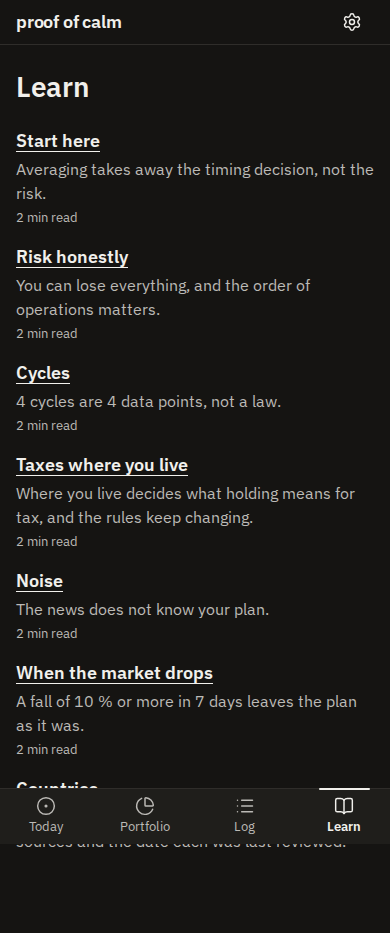 proof of calm
Learn
Start here
Averaging takes away the timing decision, not the
risk.
2 min read
Risk honestly
You can lose everything, and the order of
operations matters.
2 min read
Cycles
4 cycles are 4 data points, not a law.
2 min read
Taxes where you live
Where you live decides what holding means for
tax, and the rules keep changing.
2 min read
Noise
The news does not know your plan.
2 min read
When the market drops
A fall of 10 % or more in 7 days leaves the plan
as it was.
2 min read
Countries
Today Portfolio Log Learn
sources and the date each was last reviewed.